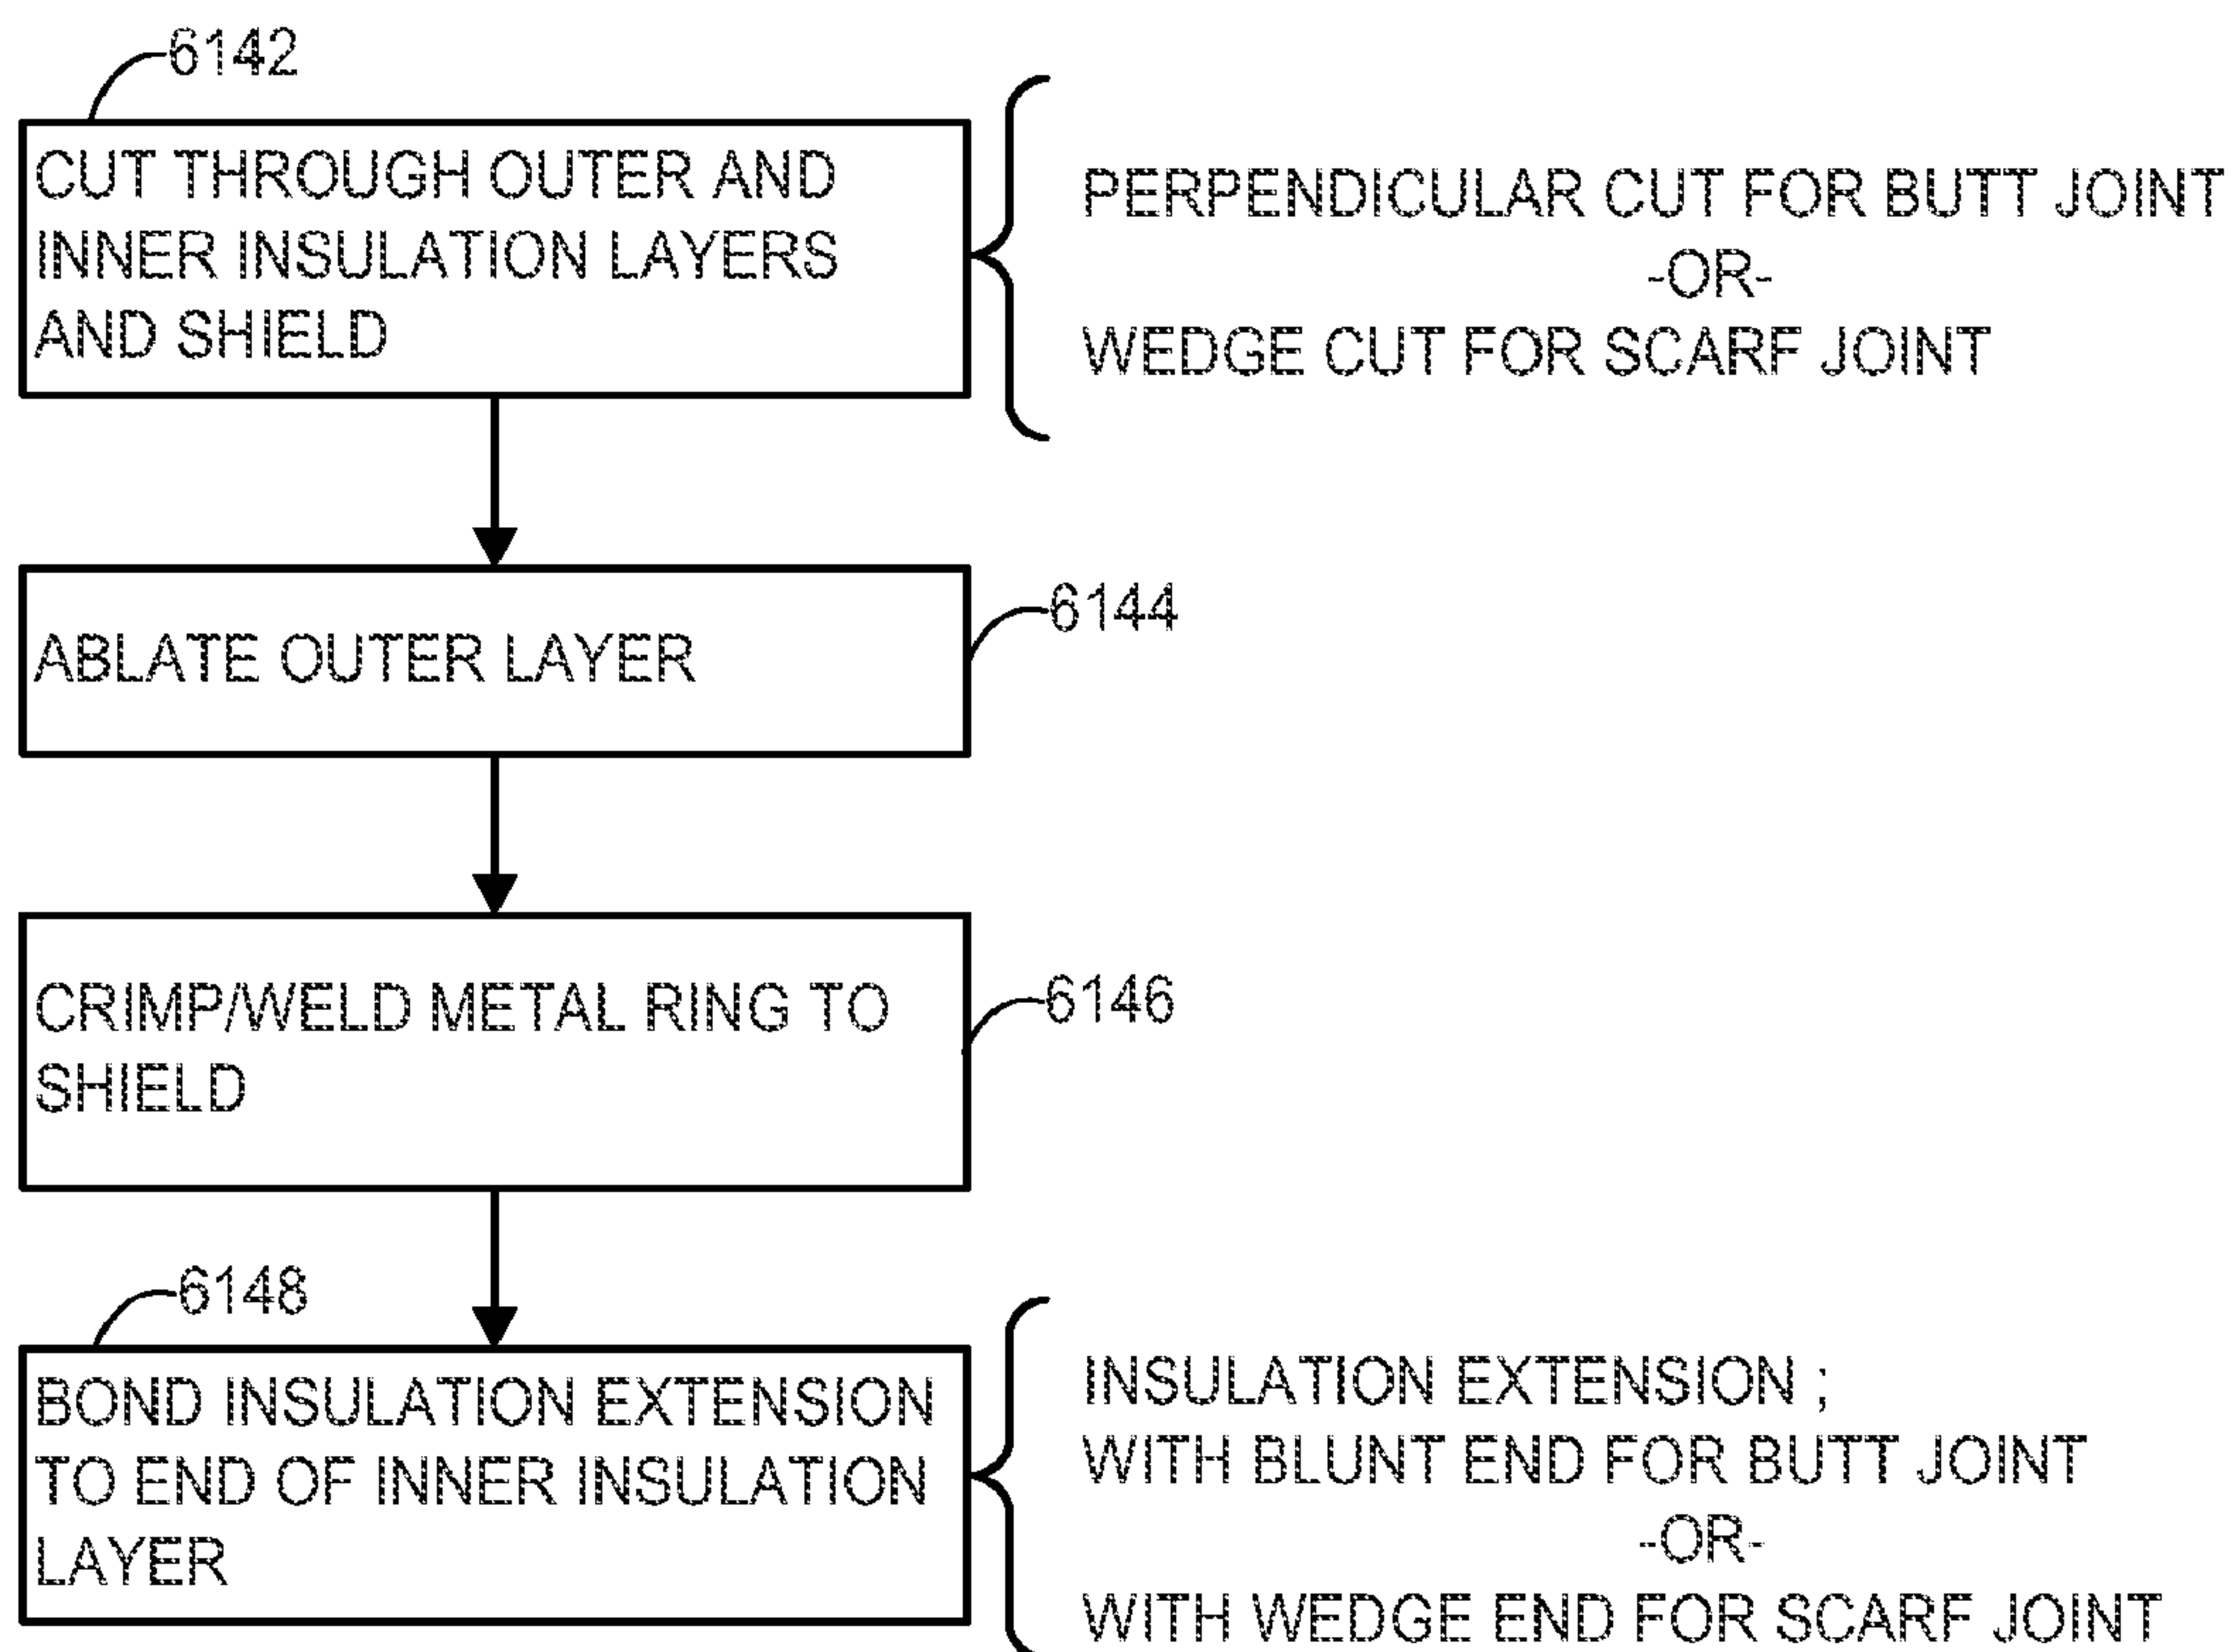 6142
CUT THROUGH OUTER AND
INNER INSULATION LAYERS
AND SHIELD
PERPENDICULAR CUT FOR BUTT JOINT
-OR-
WEDGE CUT FOR SCARF JOINT
6144
ABLATE OUTER LAYER
6146
CRIMP/WELD METAL RING TO
SHIELD
6148
BOND INSULATION EXTENSION
TO END OF INNER INSULATION
LAYER
INSULATION EXTENSION ;
WITH BLUNT END FOR BUTT JOINT
-OR-
WITH WEDGE END FOR SCARF JOINT